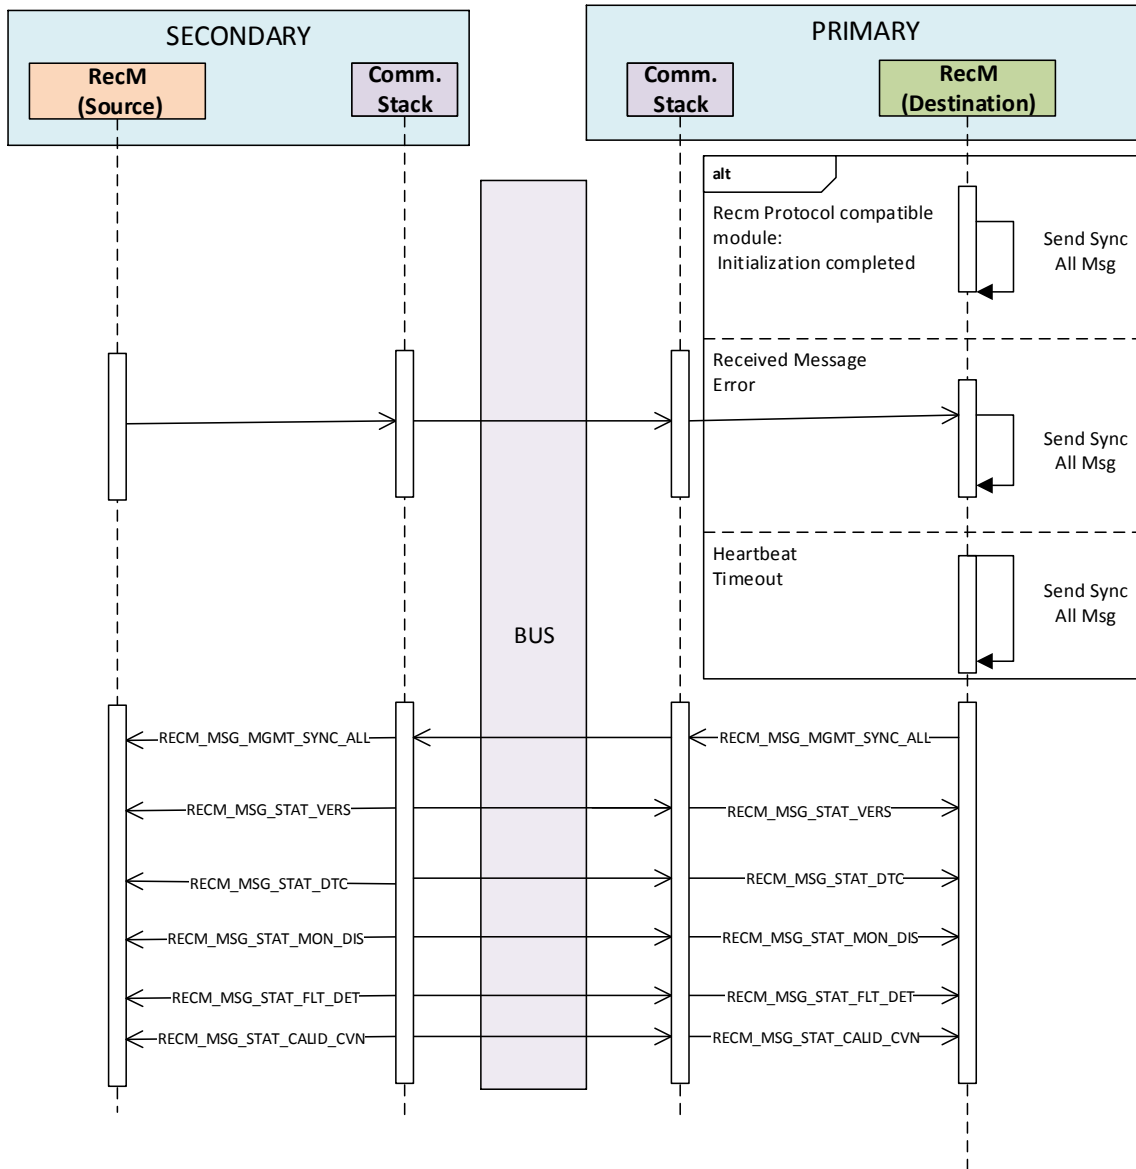 SECONDARY
PRIMARY
RecM
(Source)
Comm.
Stack
Comm.
Stack
RecM
(Destination)
alt
Recm Protocol compatible
module:
Initialization completed
Send Sync
All Msg
Received Message
Error
Send Sync
All Msg
Heartbeat
Timeout
Send Sync
All Msg
BUS
RECM_MSG_MGMT_SYNC_ALL
RECM_MSG_MGMT_SYNC_ALL
RECM_MSG_STAT_VERS
RECM_MSG_STAT_VERS
RECM_MSG_STAT_DTC
RECM_MSG_STAT_DTC
RECM_MSG_STAT_MON_DIS
RECM_MSG_STAT_MON_DIS
RECM_MSG_STAT_FLT_DET
RECM_MSG_STAT_FLT_DET
RECM_MSG_STAT_CALID_CVN
RECM_MSG_STAT_CALID_CVN